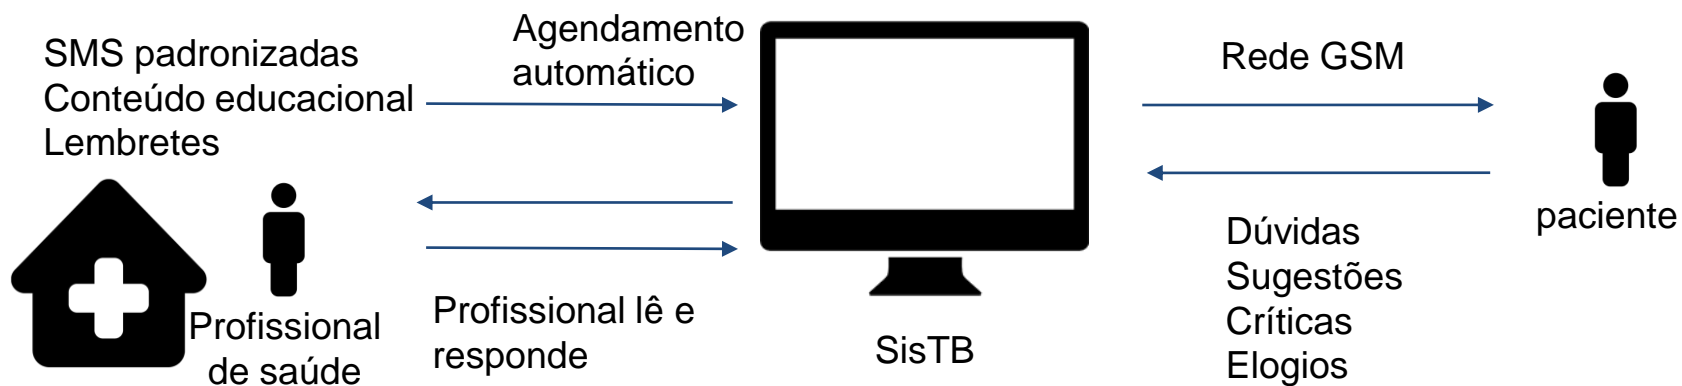 SMS padronizadas
Conteúdo educacional
Lembretes
Agendamento
automático
Rede GSM
paciente
Dúvidas
Sugestões
Críticas
Elogios
SisTB
Profissional lê e
responde
Profissional
de saúde